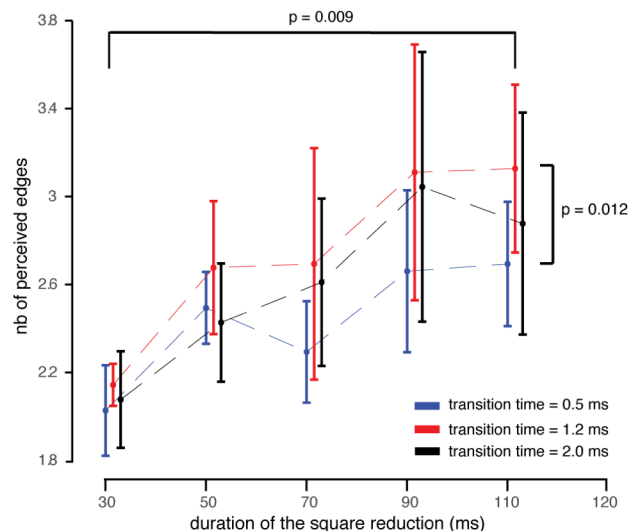 p = 0.009
3.8
3.4
3
2.6
2.2
1.8
nb of perceived edges
p = 0.012
transition time = 0.5 ms
transition time = 1.2 ms
transition time = 2.0 ms
30 50 70 90 110 120
duration of the square reduction (ms)